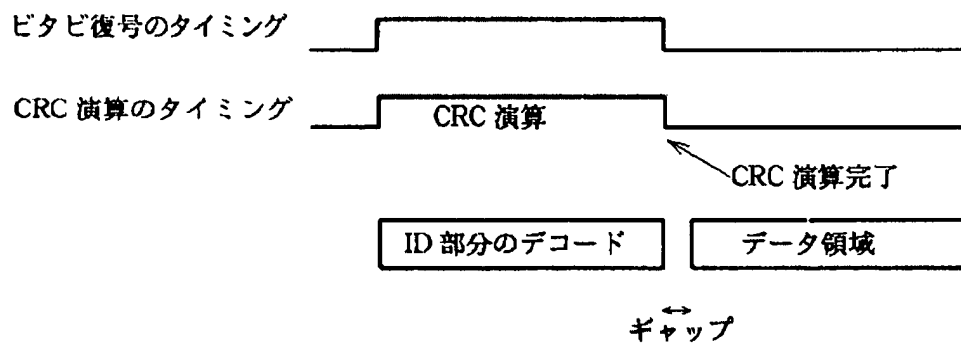 ビタビ復号のタイミング
CRC 演算のタイミング
CRC 演算
CRC 演算完了
ID 部分のデコード
データ領域
ギャップ